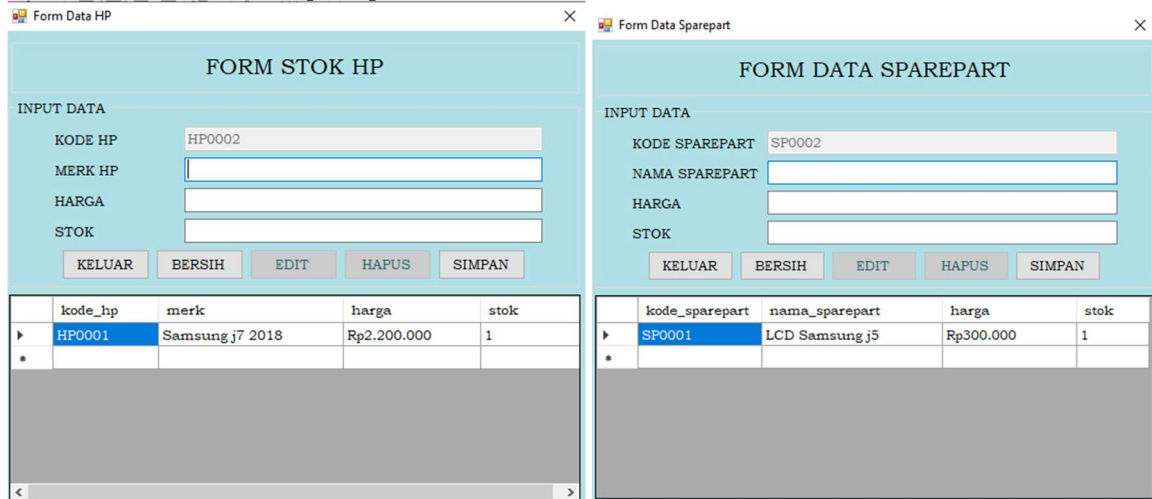 Form Data HP
FORM STOK HP
INPUT DATA
KODE HP HP0002
MERK HP
HARGA
STOK
KELUAR BERSIH EDIT HAPUS SIMPAN
kode_hp merk harga stok
HP0001 Samsung j7 2018 Rp2.200.000 1
Form Data Sparepart
FORM DATA SPAREPART
INPUT DATA
KODE SPAREPART SP0002
NAMA SPAREPART
HARGA
STOK
KELUAR BERSIH EDIT HAPUS SIMPAN
kode_sparepart nama_sparepart harga stok
SP0001 LCD Samsung j5 Rp300.000 1